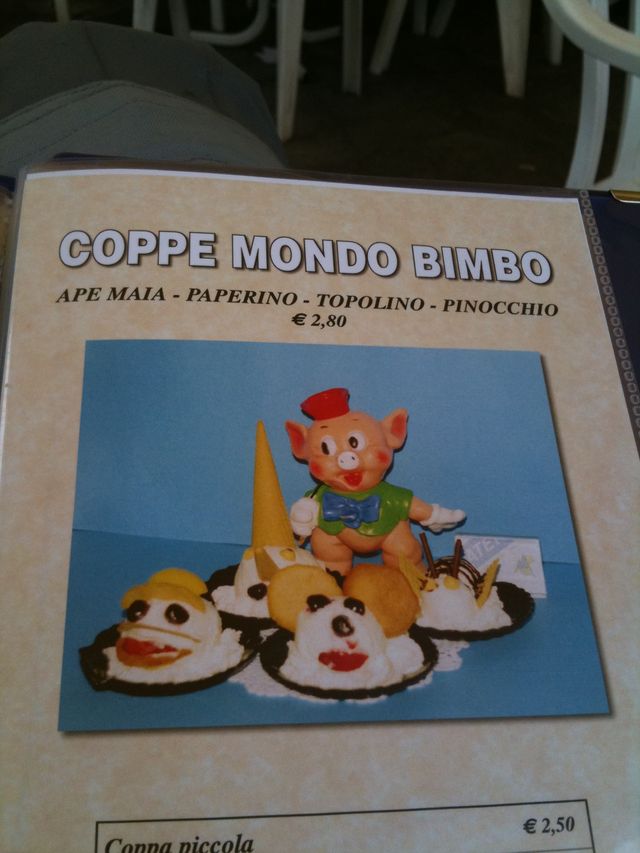 COPPE MONDO BIMBO
APE MAIA - PAPERINO - TOPOLINO - PINOCCHIO
€ 2,80
Coppa piccola € 2,50